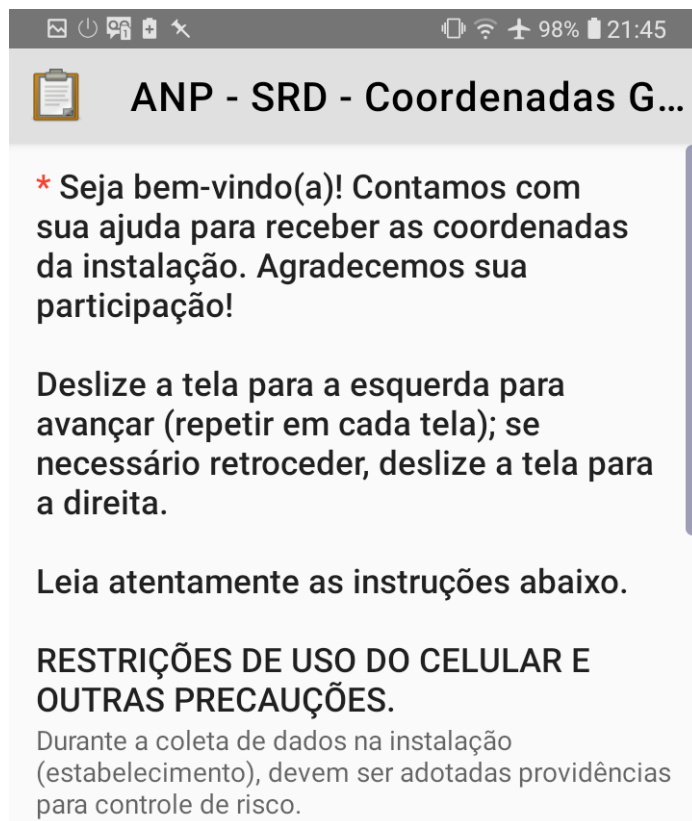 98% 21:45
ANP - SRD - Coordenadas G...
* Seja bem-vindo(a)! Contamos com
sua ajuda para receber as coordenadas
da instalação. Agradecemos sua
participação!
Deslize a tela para a esquerda para
avançar (repetir em cada tela); se
necessário retroceder, deslize a tela para
a direita.
Leia atentamente as instruções abaixo.
RESTRIÇÕES DE USO DO CELULAR E
OUTRAS PRECAUÇÕES.
Durante a coleta de dados na instalação
(estabelecimento), devem ser adotadas providências
para controle de risco.